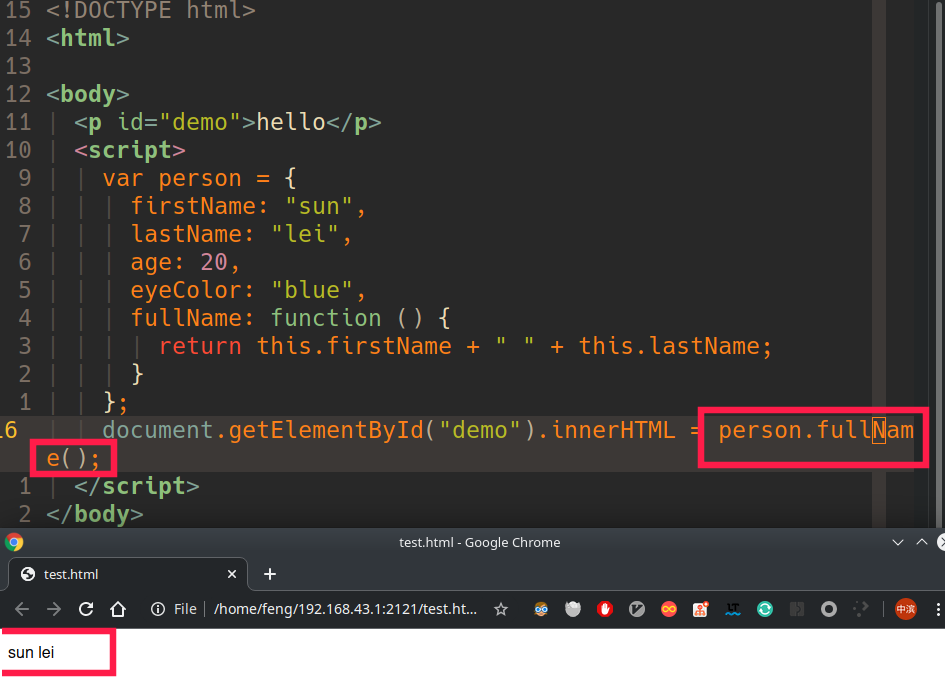 15 <!DOCTYPE html>
14 <html>
13
12 <body>
11 <p id="demo">hello</p>
10 <script>
9 var person = {
8 firstName: "sun",
7 lastName: "lei",
6 age: 20,
5 eyeColor: "blue",
4 fullName: function () {
3 return this.firstName + " " + this.lastName;
2 }
1 };
16 document.getElementById("demo").innerHTML = person.fullNam
e();
1 </script>
2 </body>
test.html - Google Chrome
test.html
File /home/feng/192.168.43.1:2121/test.ht...
LT
中滨
sun lei